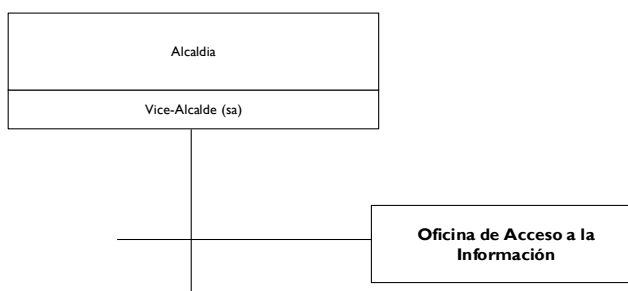 Alcaldia
Vice-Alcalde (sa)
Oficina de Acceso a la
Información